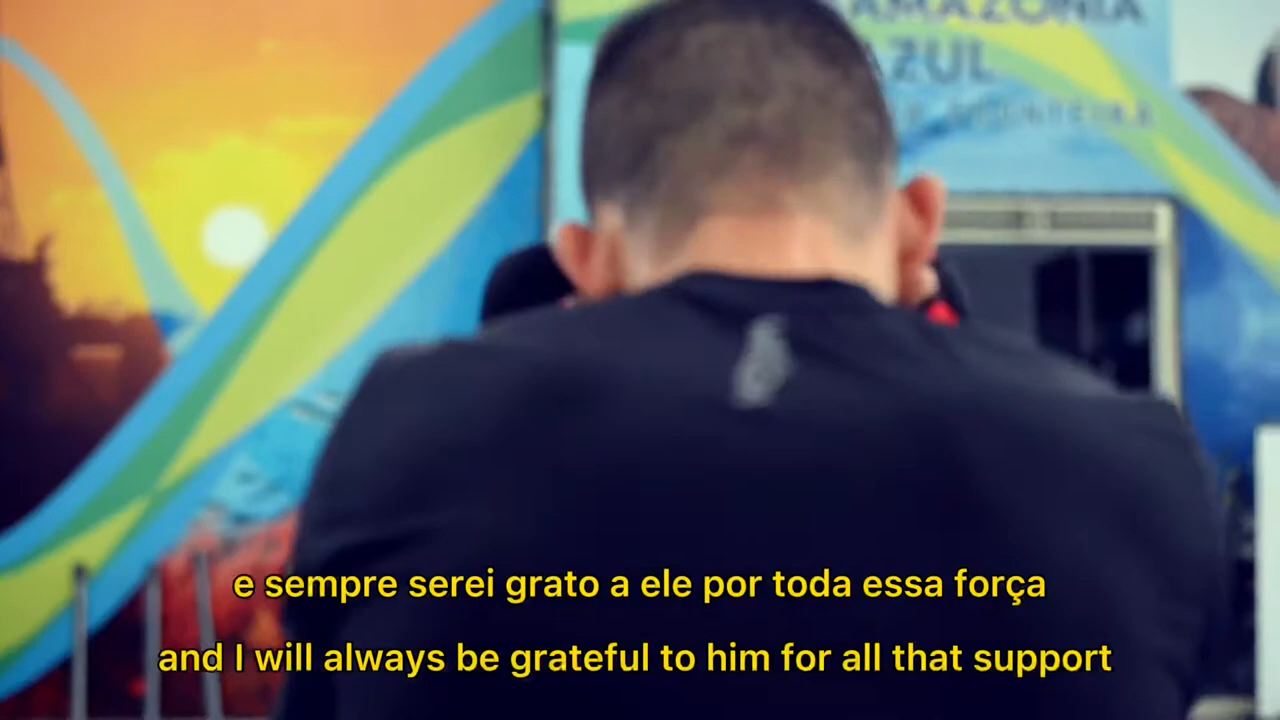 AMAZÔNIA
AZUL
e sempre serei grato a ele por toda essa força
and I will always be grateful to him for all that support